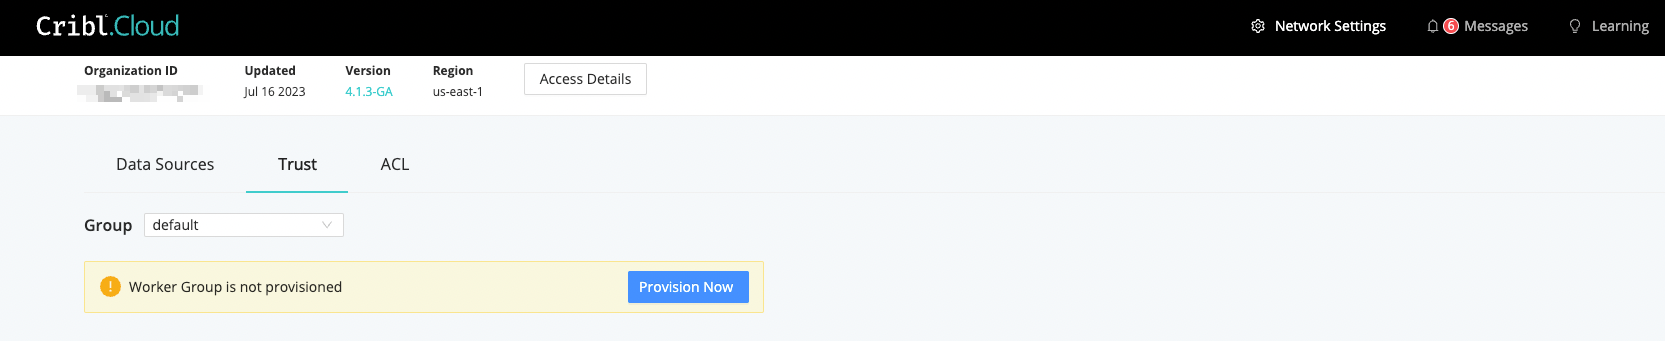 Cribl.Cloud
Network Settings
6 Messages
Learning
Organization ID
Updated
Jul 16 2023
Version
4.1.3-GA
Region
us-east-1
Access Details
Data Sources
Trust
ACL
Group
default
! Worker Group is not provisioned
Provision Now